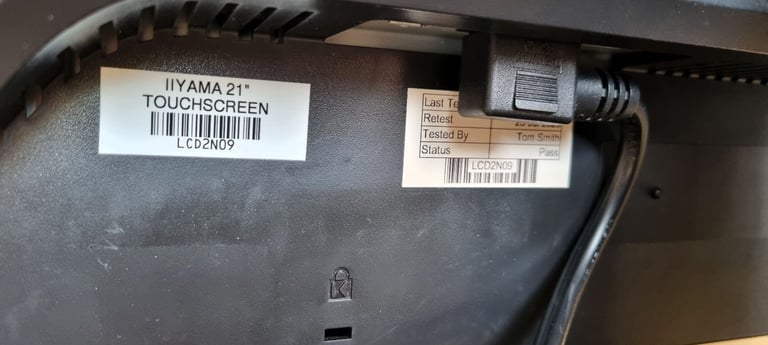 IIYAMA 21"
TOUCHSCREEN
LCD2N09
Last Te
Retest
Tested By Tom Smith
Status Pass
LCD2N09
K